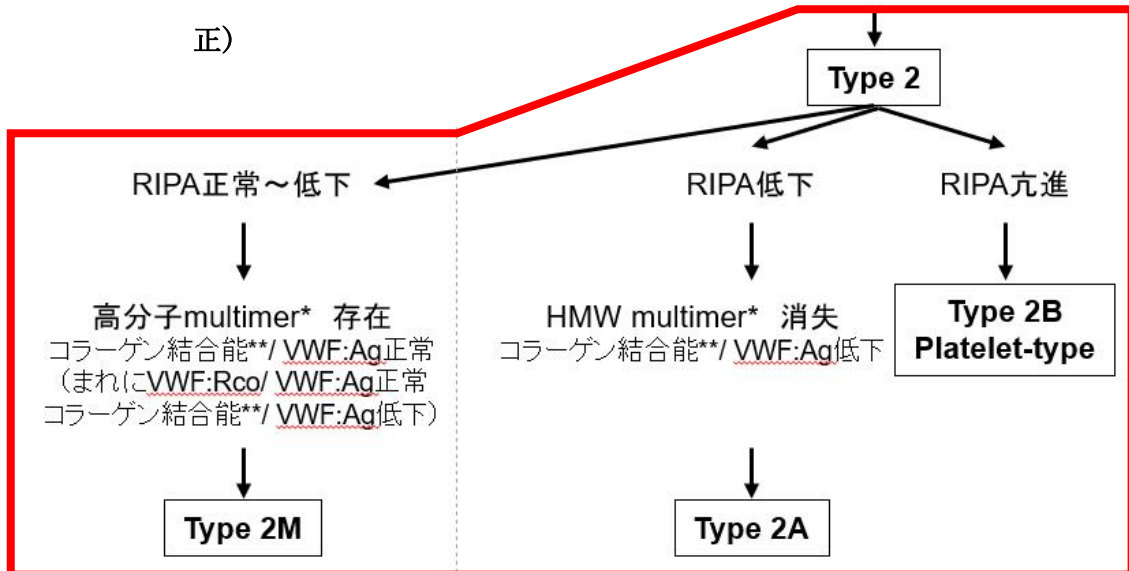 正)
Type 2
RIPA正常～低下
RIPA低下
RIPA亢進
高分子multimer* 存在
コラーゲン結合能**/ VWF:Ag正常
（まれにVWF:Rco/ VWF:Ag正常
コラーゲン結合能**/ VWF:Ag低下）
HMW multimer* 消失
コラーゲン結合能**/ VWF:Ag低下
Type 2B
Platelet-type
Type 2M
Type 2A